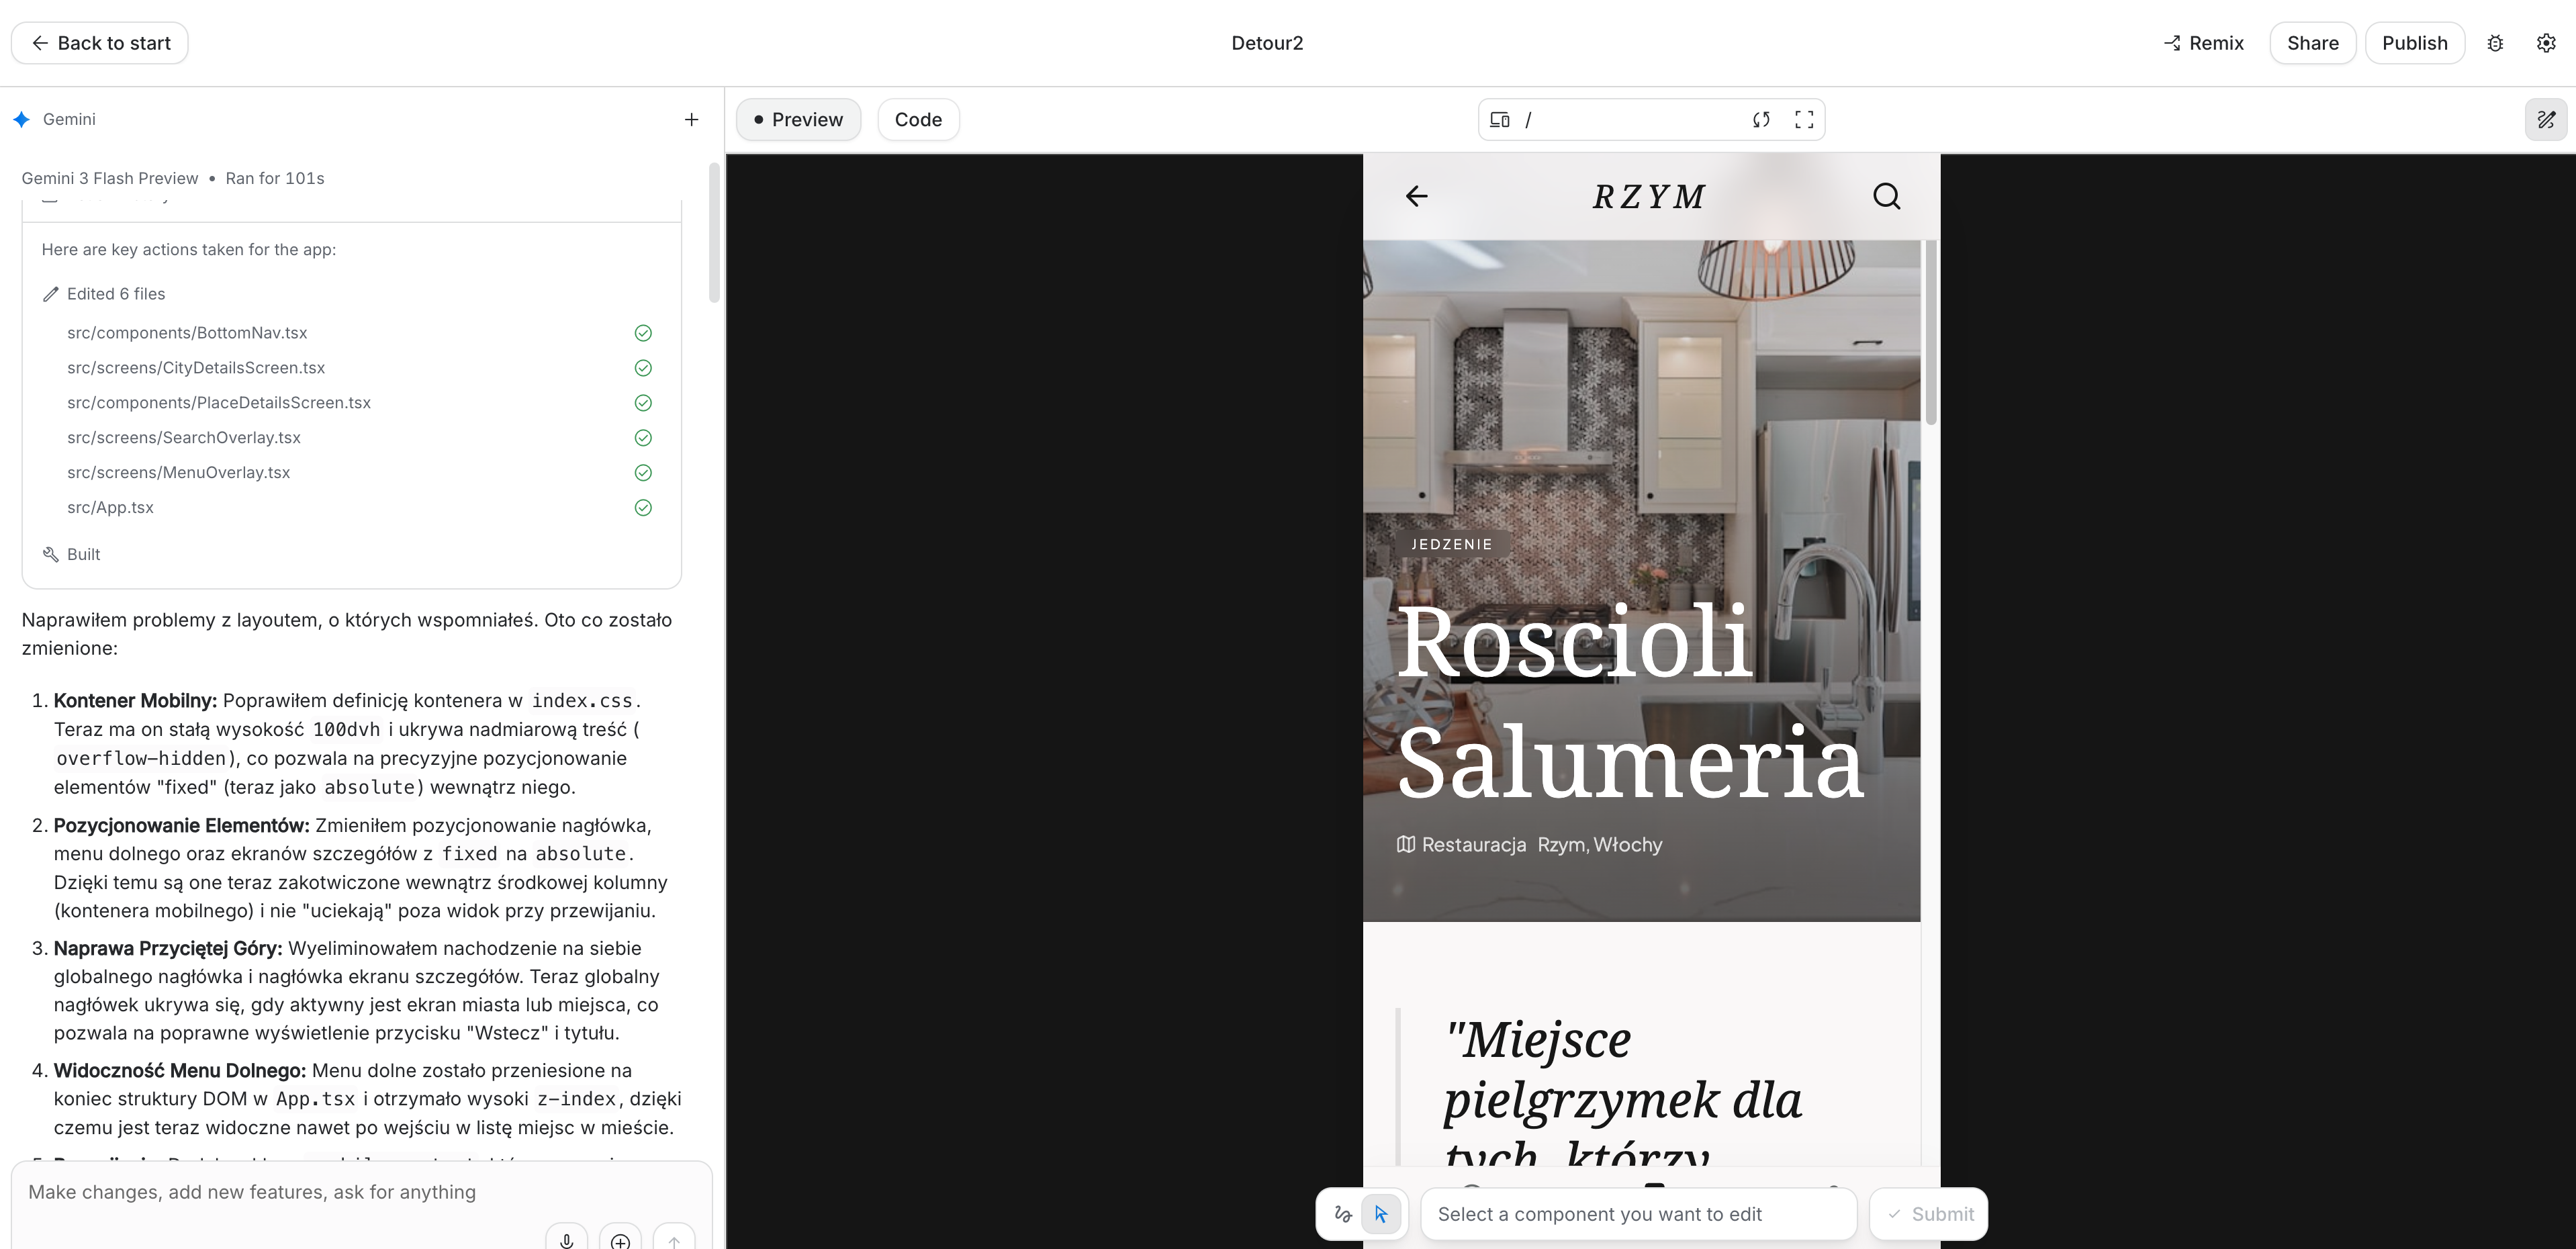 Back to start
Detour2
Remix
Share
Publish
Gemini
Preview
Code
/
Gemini 3 Flash Preview • Ran for 101s
Here are key actions taken for the app:
Edited 6 files
src/components/BottomNav.tsx
src/screens/CityDetailsScreen.tsx
src/components/PlaceDetailsScreen.tsx
src/screens/SearchOverlay.tsx
src/screens/MenuOverlay.tsx
src/App.tsx
Built
Naprawiłem problemy z layoutem, o których wspomniałeś. Oto co zostało
zmienione:
1. Kontener Mobilny: Poprawiłem definicję kontenera w index.css.
Teraz ma on stałą wysokość 100dvh i ukrywa nadmiarową treść (
overflow-hidden), co pozwala na precyzyjne pozycjonowanie
elementów "fixed" (teraz jako absolute) wewnątrz niego.
2. Pozycjonowanie Elementów: Zmieniłem pozycjonowanie nagłówka,
menu dolnego oraz ekranów szczegółów z fixed na absolute.
Dzięki temu są one teraz zakotwiczone wewnątrz środkowej kolumny
(kontenera mobilnego) i nie "uciekają" poza widok przy przewijaniu.
3. Naprawa Przyciętej Góry: Wyeliminowałem nachodzenie na siebie
globalnego nagłówka i nagłówka ekranu szczegółów. Teraz globalny
nagłówek ukrywa się, gdy aktywny jest ekran miasta lub miejsca, co
pozwala na poprawne wyświetlenie przycisku "Wstecz" i tytułu.
4. Widoczność Menu Dolnego: Menu dolne zostało przeniesione na
koniec struktury DOM w App.tsx i otrzymało wysoki z-index, dzięki
czemu jest teraz widoczne nawet po wejściu w listę miejsc w mieście.
Make changes, add new features, ask for anything
RZYM
JEDZENIE
Roscioli
Salumeria
Restauracja Rzym, Włochy
"Miejsce
pielgrzymek dla
tych, którzy
Select a component you want to edit
Submit